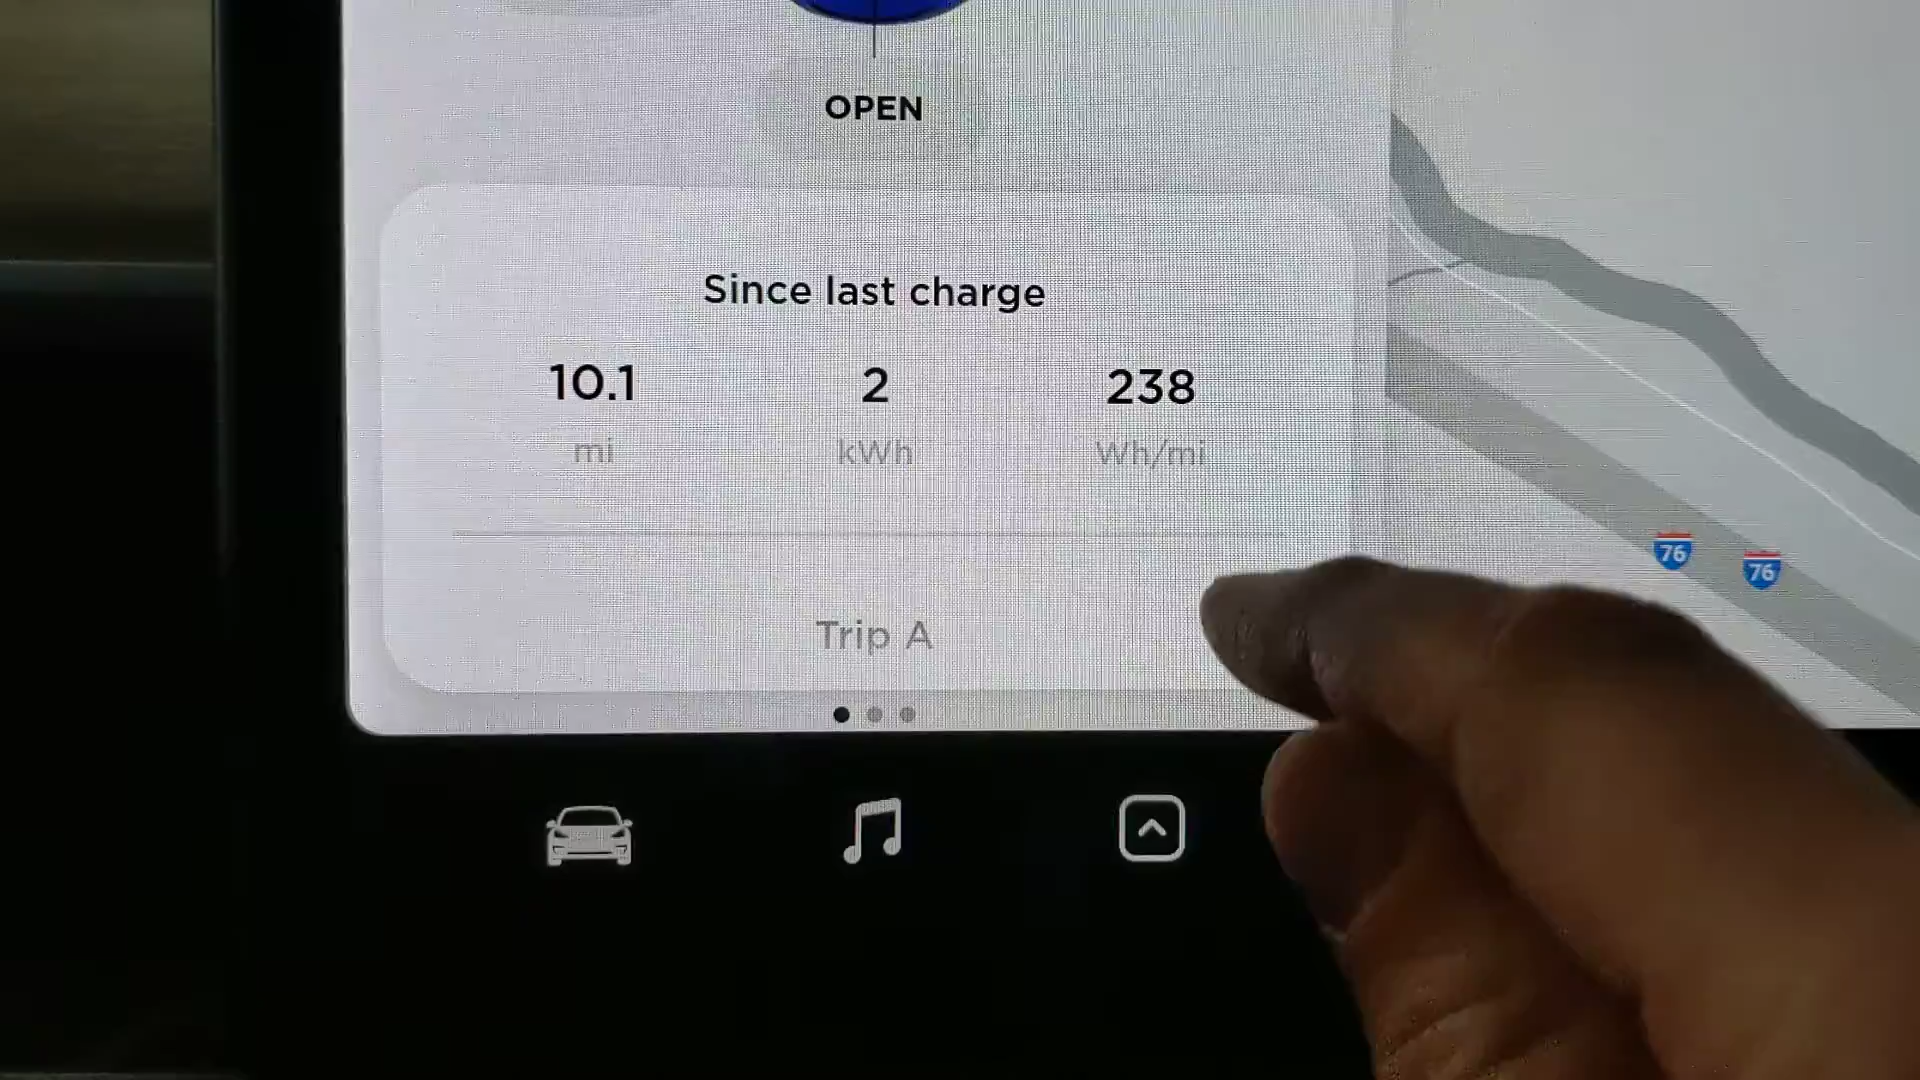 OPEN
Since last charge
10.1 2 238
mi kWh Wh/mi
Trip A
76 76